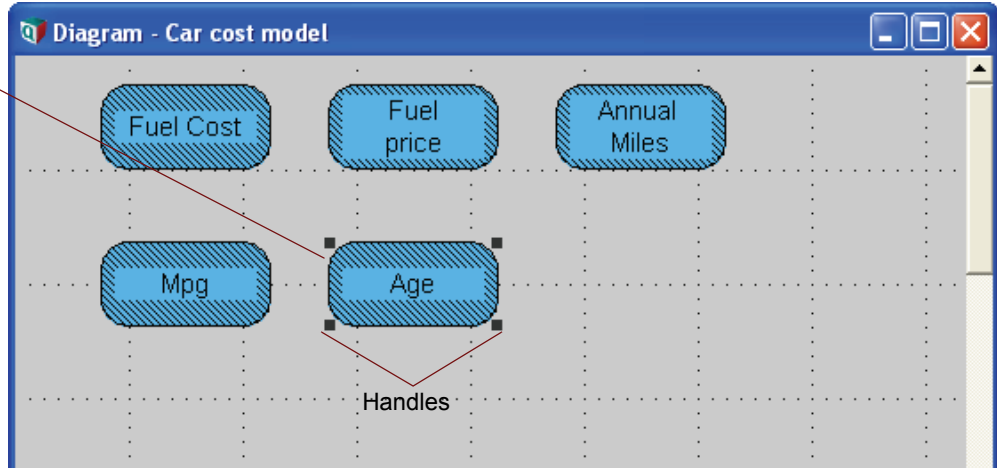 Diagram - Car cost model
Fuel Cost
Fuel
price
Annual
Miles
Mpg
Age
Handles